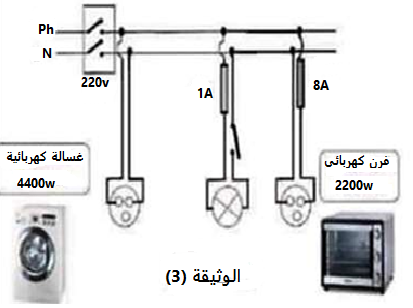 Ph
N
220v
1A
8A
غسالة كهربائية
4400w
فرن كهربائي
2200w
الوثيقة (3)